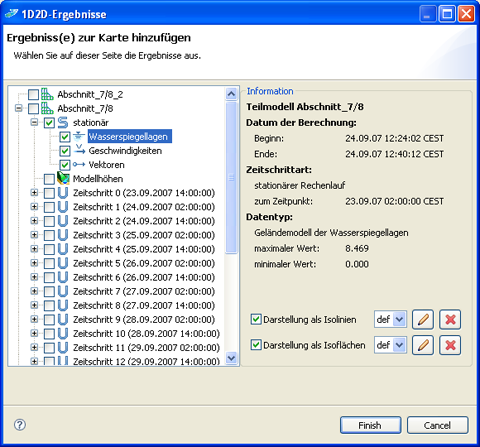 1D2D-Ergebnisse
Ergebniss(e) zur Karte hinzufügen
Wählen Sie auf dieser Seite die Ergebnisse aus.
Abschnitt_7/8_2
Abschnitt_7/8
stationär
Wasserspiegellagen
Geschwindigkeiten
Vektoren
Modellhöhen
Zeitschritt 0 (23.09.2007 14:00:00)
Zeitschritt 1 (24.09.2007 02:00:00)
Zeitschritt 2 (24.09.2007 14:00:00)
Zeitschritt 3 (25.09.2007 02:00:00)
Zeitschritt 4 (25.09.2007 14:00:00)
Zeitschritt 5 (26.09.2007 02:00:00)
Zeitschritt 6 (26.09.2007 14:00:00)
Zeitschritt 7 (27.09.2007 02:00:00)
Zeitschritt 8 (27.09.2007 14:00:00)
Zeitschritt 9 (28.09.2007 02:00:00)
Zeitschritt 10 (28.09.2007 14:00:00)
Zeitschritt 11 (29.09.2007 02:00:00)
Zeitschritt 12 (29.09.2007 14:00:00)
Information
Teilmodell Abschnitt_7/8
Datum der Berechnung:
Beginn: 24.09.07 12:24:02 CEST
Ende: 24.09.07 12:40:12 CEST
Zeitschrittart:
stationärer Rechenlauf
zum Zeitpunkt: 23.09.07 02:00:00 CEST
Datentyp:
Geländemodell der Wasserspiegellagen
maximaler Wert: 8.469
minimaler Wert: 0.000
Darstellung als Isolinien def
Darstellung als Isoflächen def
?
Finish
Cancel